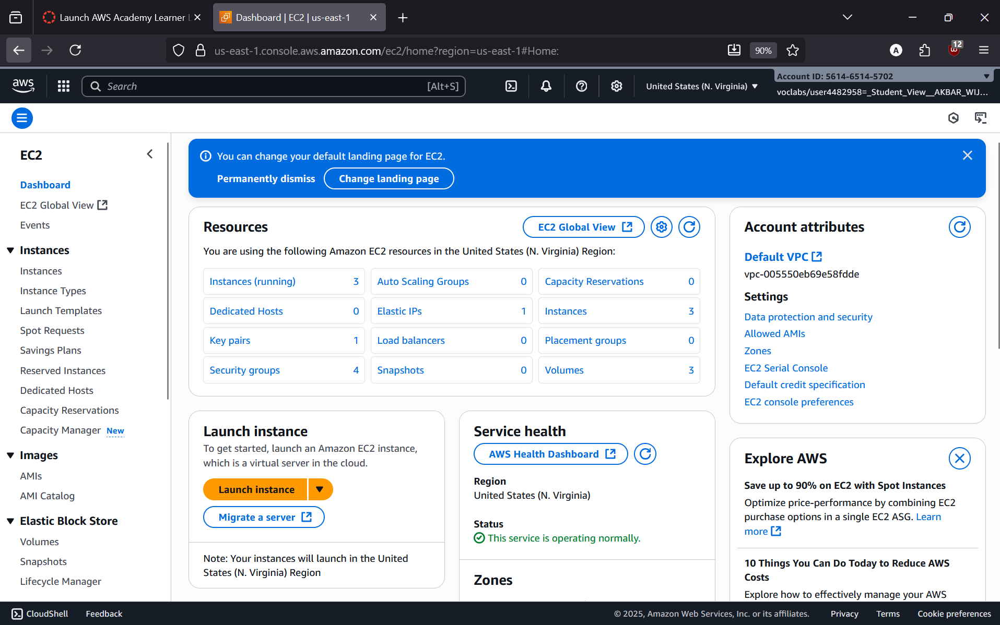 Launch AWS Academy Learner L
Dashboard | EC2 | us-east-1
us-east-1.console.aws.amazon.com/ec2/home?region=us-east-1#Home:
90%
A
12
aws
Search
[Alt+S]
United States (N. Virginia)
Account ID: 5614-6514-5702
voclabs/user4482958=_Student_View__AKBAR_WIJ...
EC2
Dashboard
EC2 Global View
Events
Instances
Instances
Instance Types
Launch Templates
Spot Requests
Savings Plans
Reserved Instances
Dedicated Hosts
Capacity Reservations
Capacity Manager New
Images
AMIs
AMI Catalog
Elastic Block Store
Volumes
Snapshots
Lifecycle Manager
You can change your default landing page for EC2.
Permanently dismiss
Change landing page
Resources
EC2 Global View
You are using the following Amazon EC2 resources in the United States (N. Virginia) Region:
Instances (running) 3
Auto Scaling Groups 0
Capacity Reservations 0
Dedicated Hosts 0
Elastic IPs 1
Instances 3
Key pairs 1
Load balancers 0
Placement groups 0
Security groups 4
Snapshots 0
Volumes 3
Launch instance
To get started, launch an Amazon EC2 instance,
which is a virtual server in the cloud.
Launch instance
Migrate a server
Note: Your instances will launch in the United
States (N. Virginia) Region
Service health
AWS Health Dashboard
Region
United States (N. Virginia)
Status
This service is operating normally.
Zones
Account attributes
Default VPC
vpc-005550eb69e58fdde
Settings
Data protection and security
Allowed AMIs
Zones
EC2 Serial Console
Default credit specification
EC2 console preferences
Explore AWS
Save up to 90% on EC2 with Spot Instances
Optimize price-performance by combining EC2
purchase options in a single EC2 ASG. Learn
more
10 Things You Can Do Today to Reduce AWS
Costs
Explore how to effectively manage your AWS
CloudShell
Feedback
© 2025, Amazon Web Services, Inc. or its affiliates.
Privacy
Terms
Cookie preferences